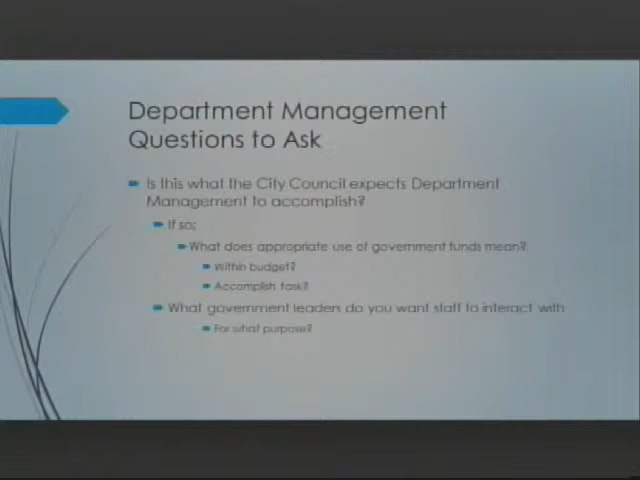 Department Management
Questions to Ask
Is this what the City Council expects Department
Management to accomplish?
If so;
What does appropriate use of government funds mean?
Within budget?
Accomplish task?
What government leaders do you want staff to interact with
For what purpose?